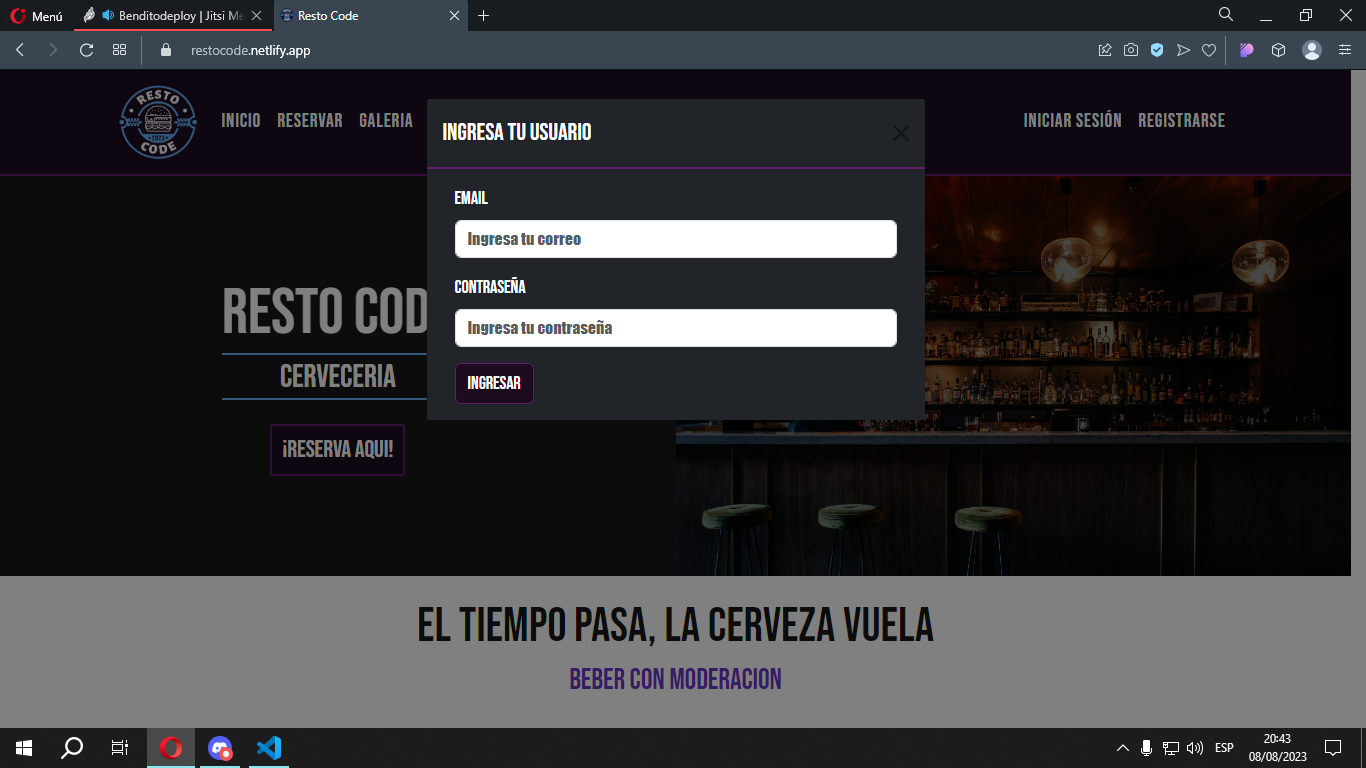 Menú
Benditodeploy | Jitsi Me
Resto Code
restocode.netlify.app
RESTO
2023
CODE
INICIO
RESERVAR
GALERIA
INICIAR SESIÓN
REGISTRARSE
INGRESA TU USUARIO
EMAIL
Ingresa tu correo
CONTRASEÑA
Ingresa tu contraseña
INGRESAR
RESTO COD
CERVECERIA
¡RESERVA AQUI!
EL TIEMPO PASA, LA CERVEZA VUELA
BEBER CON MODERACION
ESP
20:43
08/08/2023